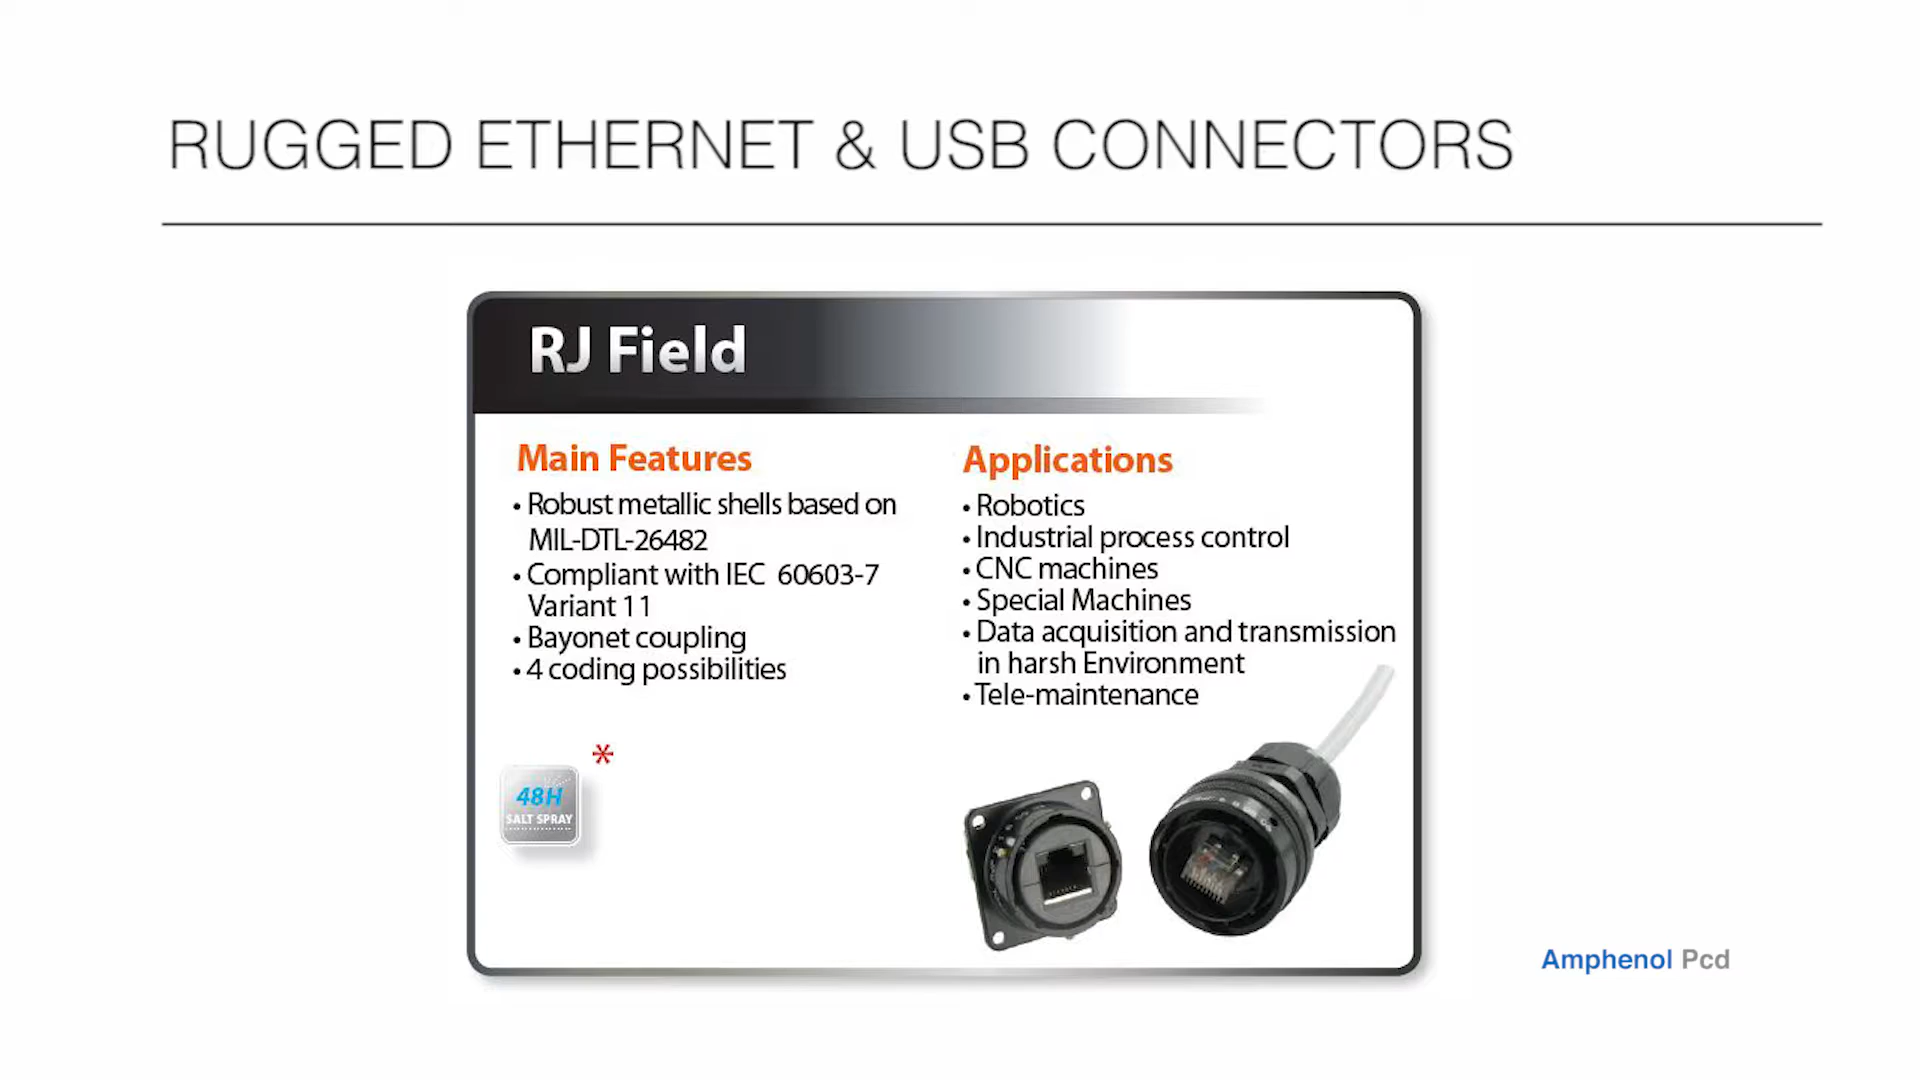 RUGGED ETHERNET & USB CONNECTORS
RJ Field
Main Features
• Robust metallic shells based on
MIL-DTL-26482
• Compliant with IEC 60603-7
Variant 11
• Bayonet coupling
• 4 coding possibilities
*
48H
SALT SPRAY
Applications
• Robotics
• Industrial process control
• CNC machines
• Special Machines
• Data acquisition and transmission
in harsh Environment
• Tele-maintenance
Amphenol Pcd